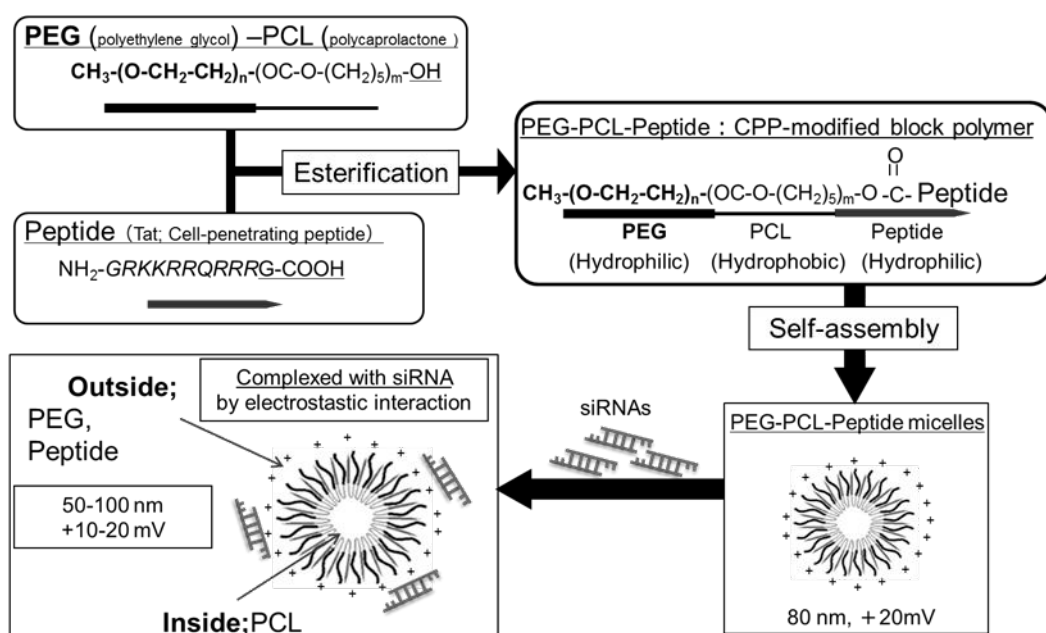 PEG (polyethylene glycol) –PCL (polycaprolactone )
CH3-(O-CH2-CH2)n-(OC-O-(CH2)5)m-OH
Esterification
Peptide (Tat; Cell-penetrating peptide)
NH2-GRKKRRQRRRG-COOH
PEG-PCL-Peptide : CPP-modified block polymer
O
CH3-(O-CH2-CH2)n-(OC-O-(CH2)5)m-O -C- Peptide
PEG PCL Peptide
(Hydrophilic) (Hydrophobic) (Hydrophilic)
Self-assembly
PEG-PCL-Peptide micelles
80 nm, +20mV
siRNAs
Complexed with siRNA
by electrostastic interaction
Outside;
PEG,
Peptide
50-100 nm
+10-20 mV
Inside;PCL